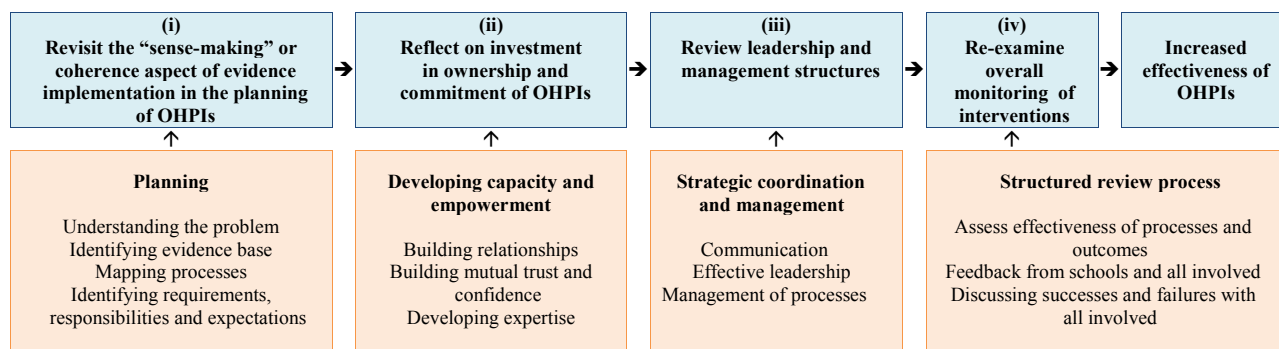 (i)
Revisit the “sense-making” or
coherence aspect of evidence
implementation in the planning
of OHPIs
➔
(ii)
Reflect on investment
in ownership and
commitment of OHPIs
➔
(iii)
Review leadership and
management structures
➔
(iv)
Re-examine
overall
monitoring of
interventions
➔
Increased
effectiveness of
OHPIs
↑
↑
↑
↑
Planning
Understanding the problem
Identifying evidence base
Mapping processes
Identifying requirements,
responsibilities and expectations
Developing capacity and
empowerment
Building relationships
Building mutual trust and
confidence
Developing expertise
Strategic coordination
and management
Communication
Effective leadership
Management of processes
Structured review process
Assess effectiveness of processes and
outcomes
Feedback from schools and all involved
Discussing successes and failures with
all involved